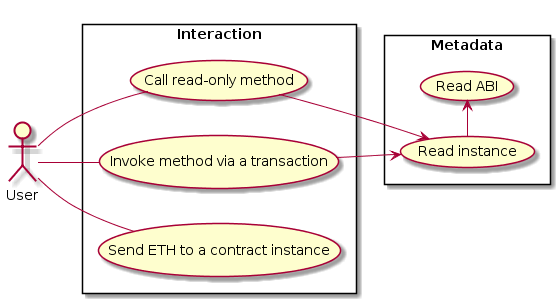 Interaction
Metadata
Call read-only method
Read ABI
Invoke method via a transaction
Read instance
User
Send ETH to a contract instance